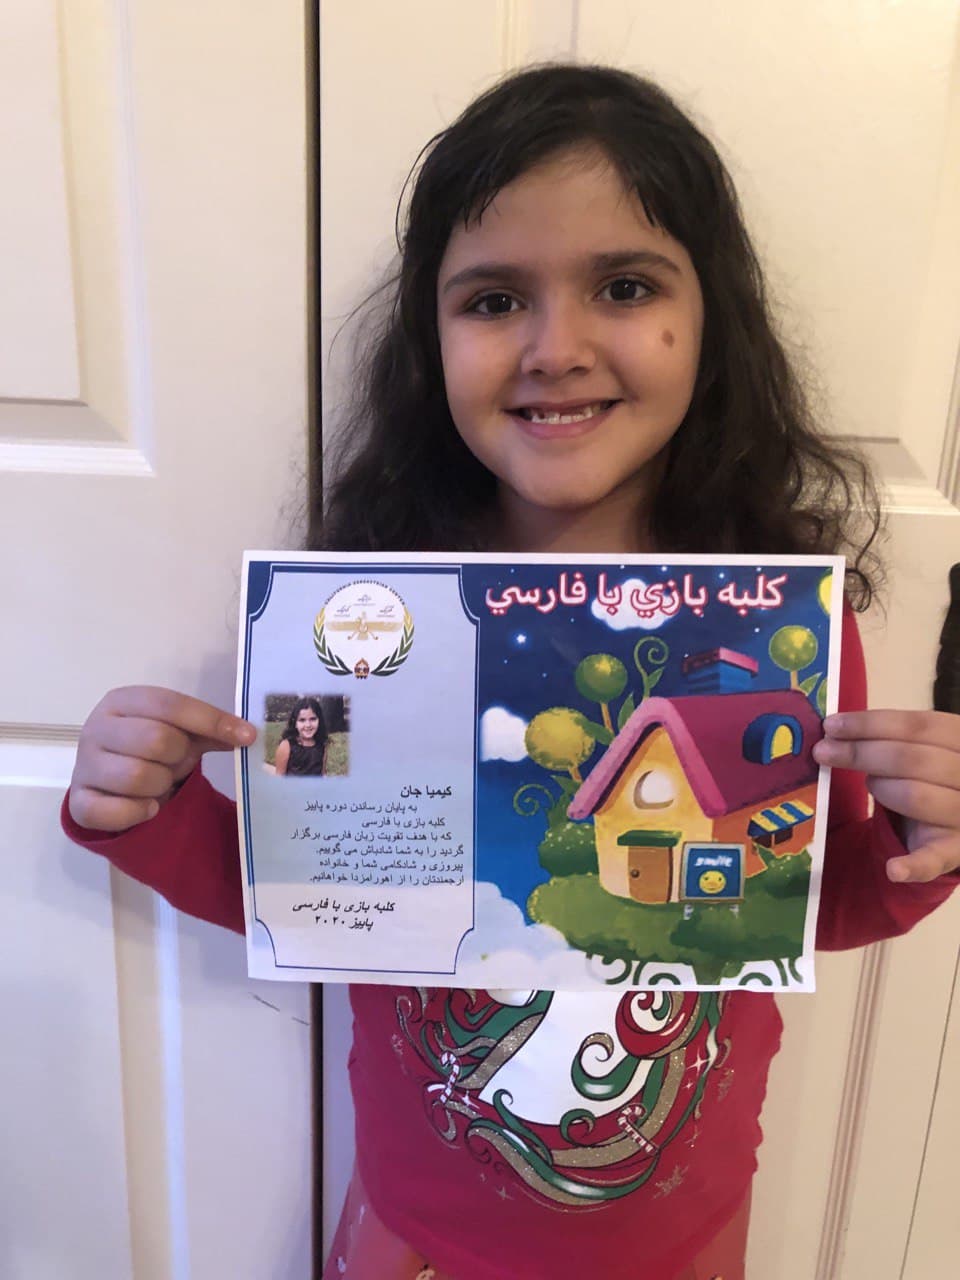 CALIFORNIA ZOROASTRIAN CENTER
کلبه بازي با فارسي
کیمیا جان
به پایان رساندن دوره پاییز
کلبه بازی با فارسی
که با هدف تقویت زبان فارسی برگزار
گردید را به شما شادباش می گوییم.
پیروزی و شادکامی شما و خانواده
ارجمندتان را از اهورامزدا خواهانیم.
کلبه بازی با فارسی
پاییز ۲۰۲۰
smile